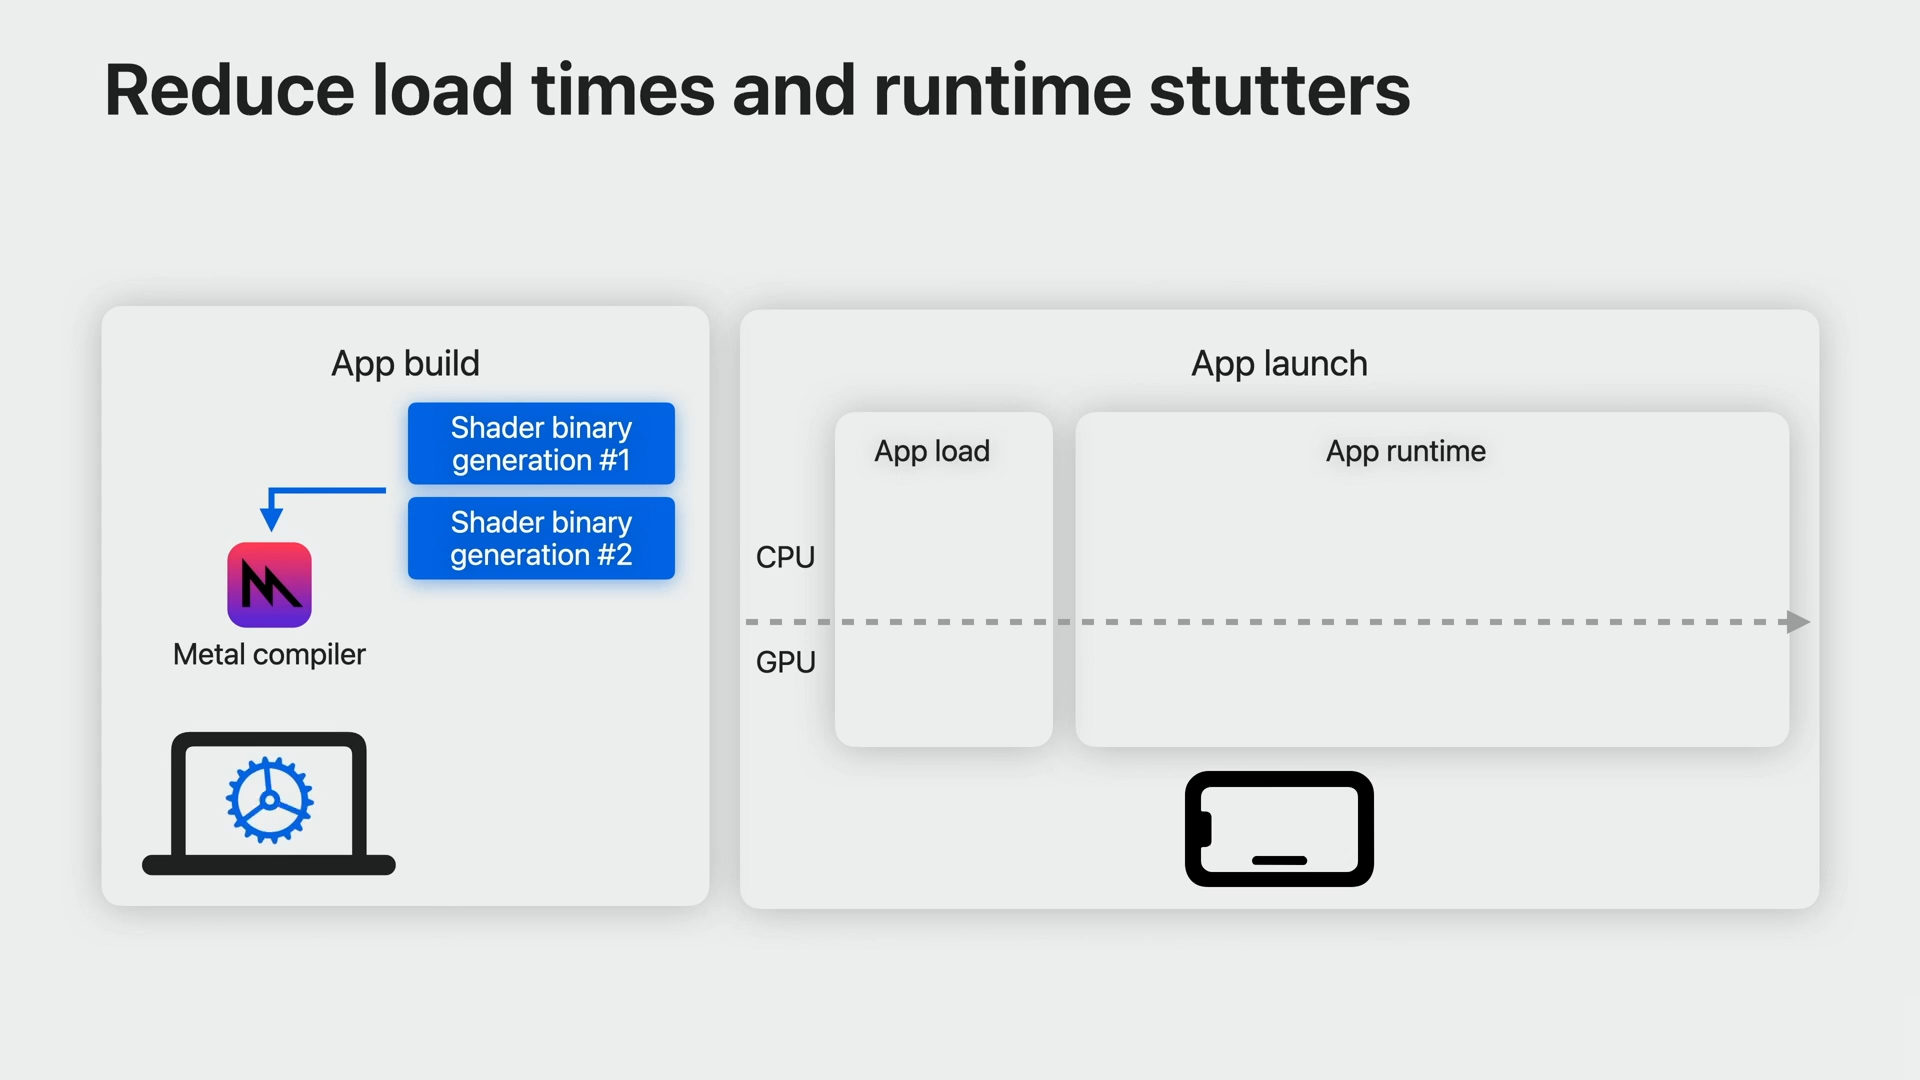 Reduce load times and runtime stutters
App build
Shader binary
generation #1
Shader binary
generation #2
Metal compiler
App launch
App load
App runtime
CPU
GPU